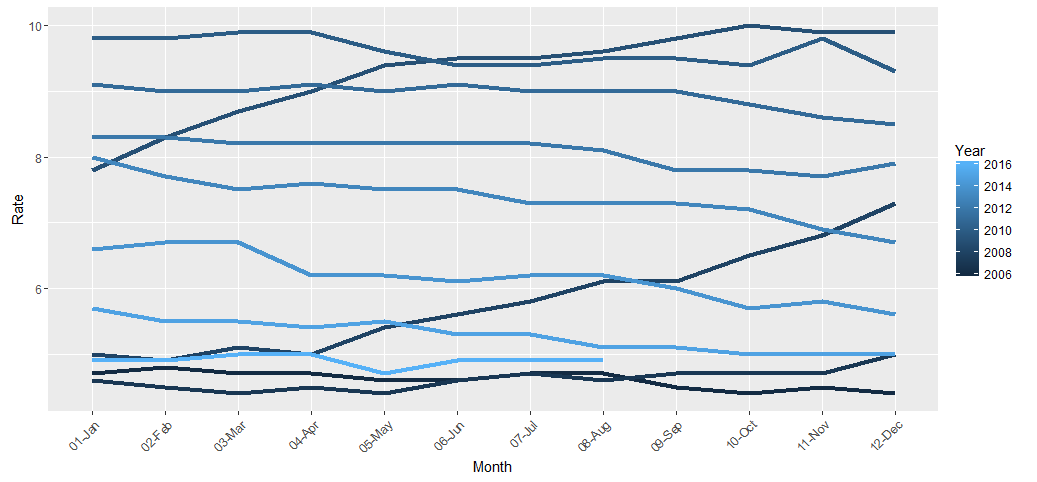 10
8
6
Rate
01-Jan
02-Feb
03-Mar
04-Apr
05-May
06-Jun
07-Jul
08-Aug
09-Sep
10-Oct
11-Nov
12-Dec
Month
Year
2016
2014
2012
2010
2008
2006